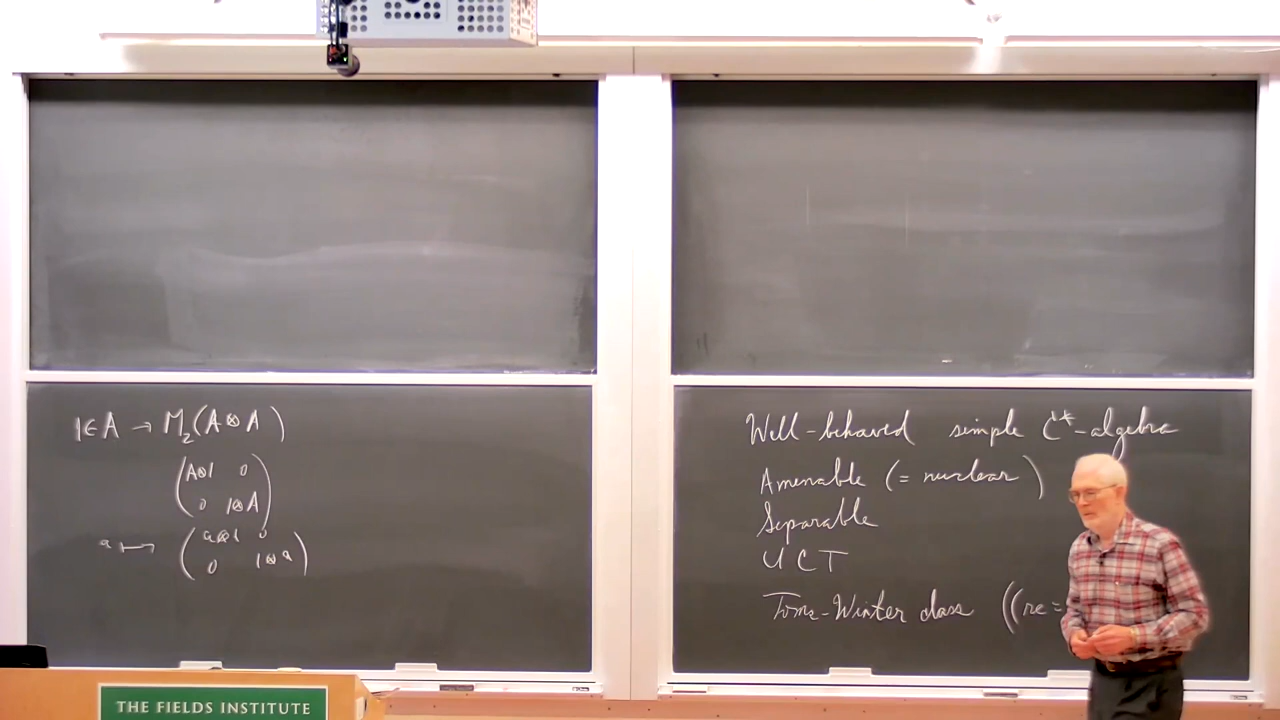 1∈A → M₂(A⊗A)
(A⊗1 0
0 1⊗A)
a ↦ (a⊗1 0
0 1⊗a)
Well-behaved simple C*-algebra
Amenable (= nuclear)
Separable
UCT
Toms-Winter class ((rc =
THE FIELDS INSTITUTE